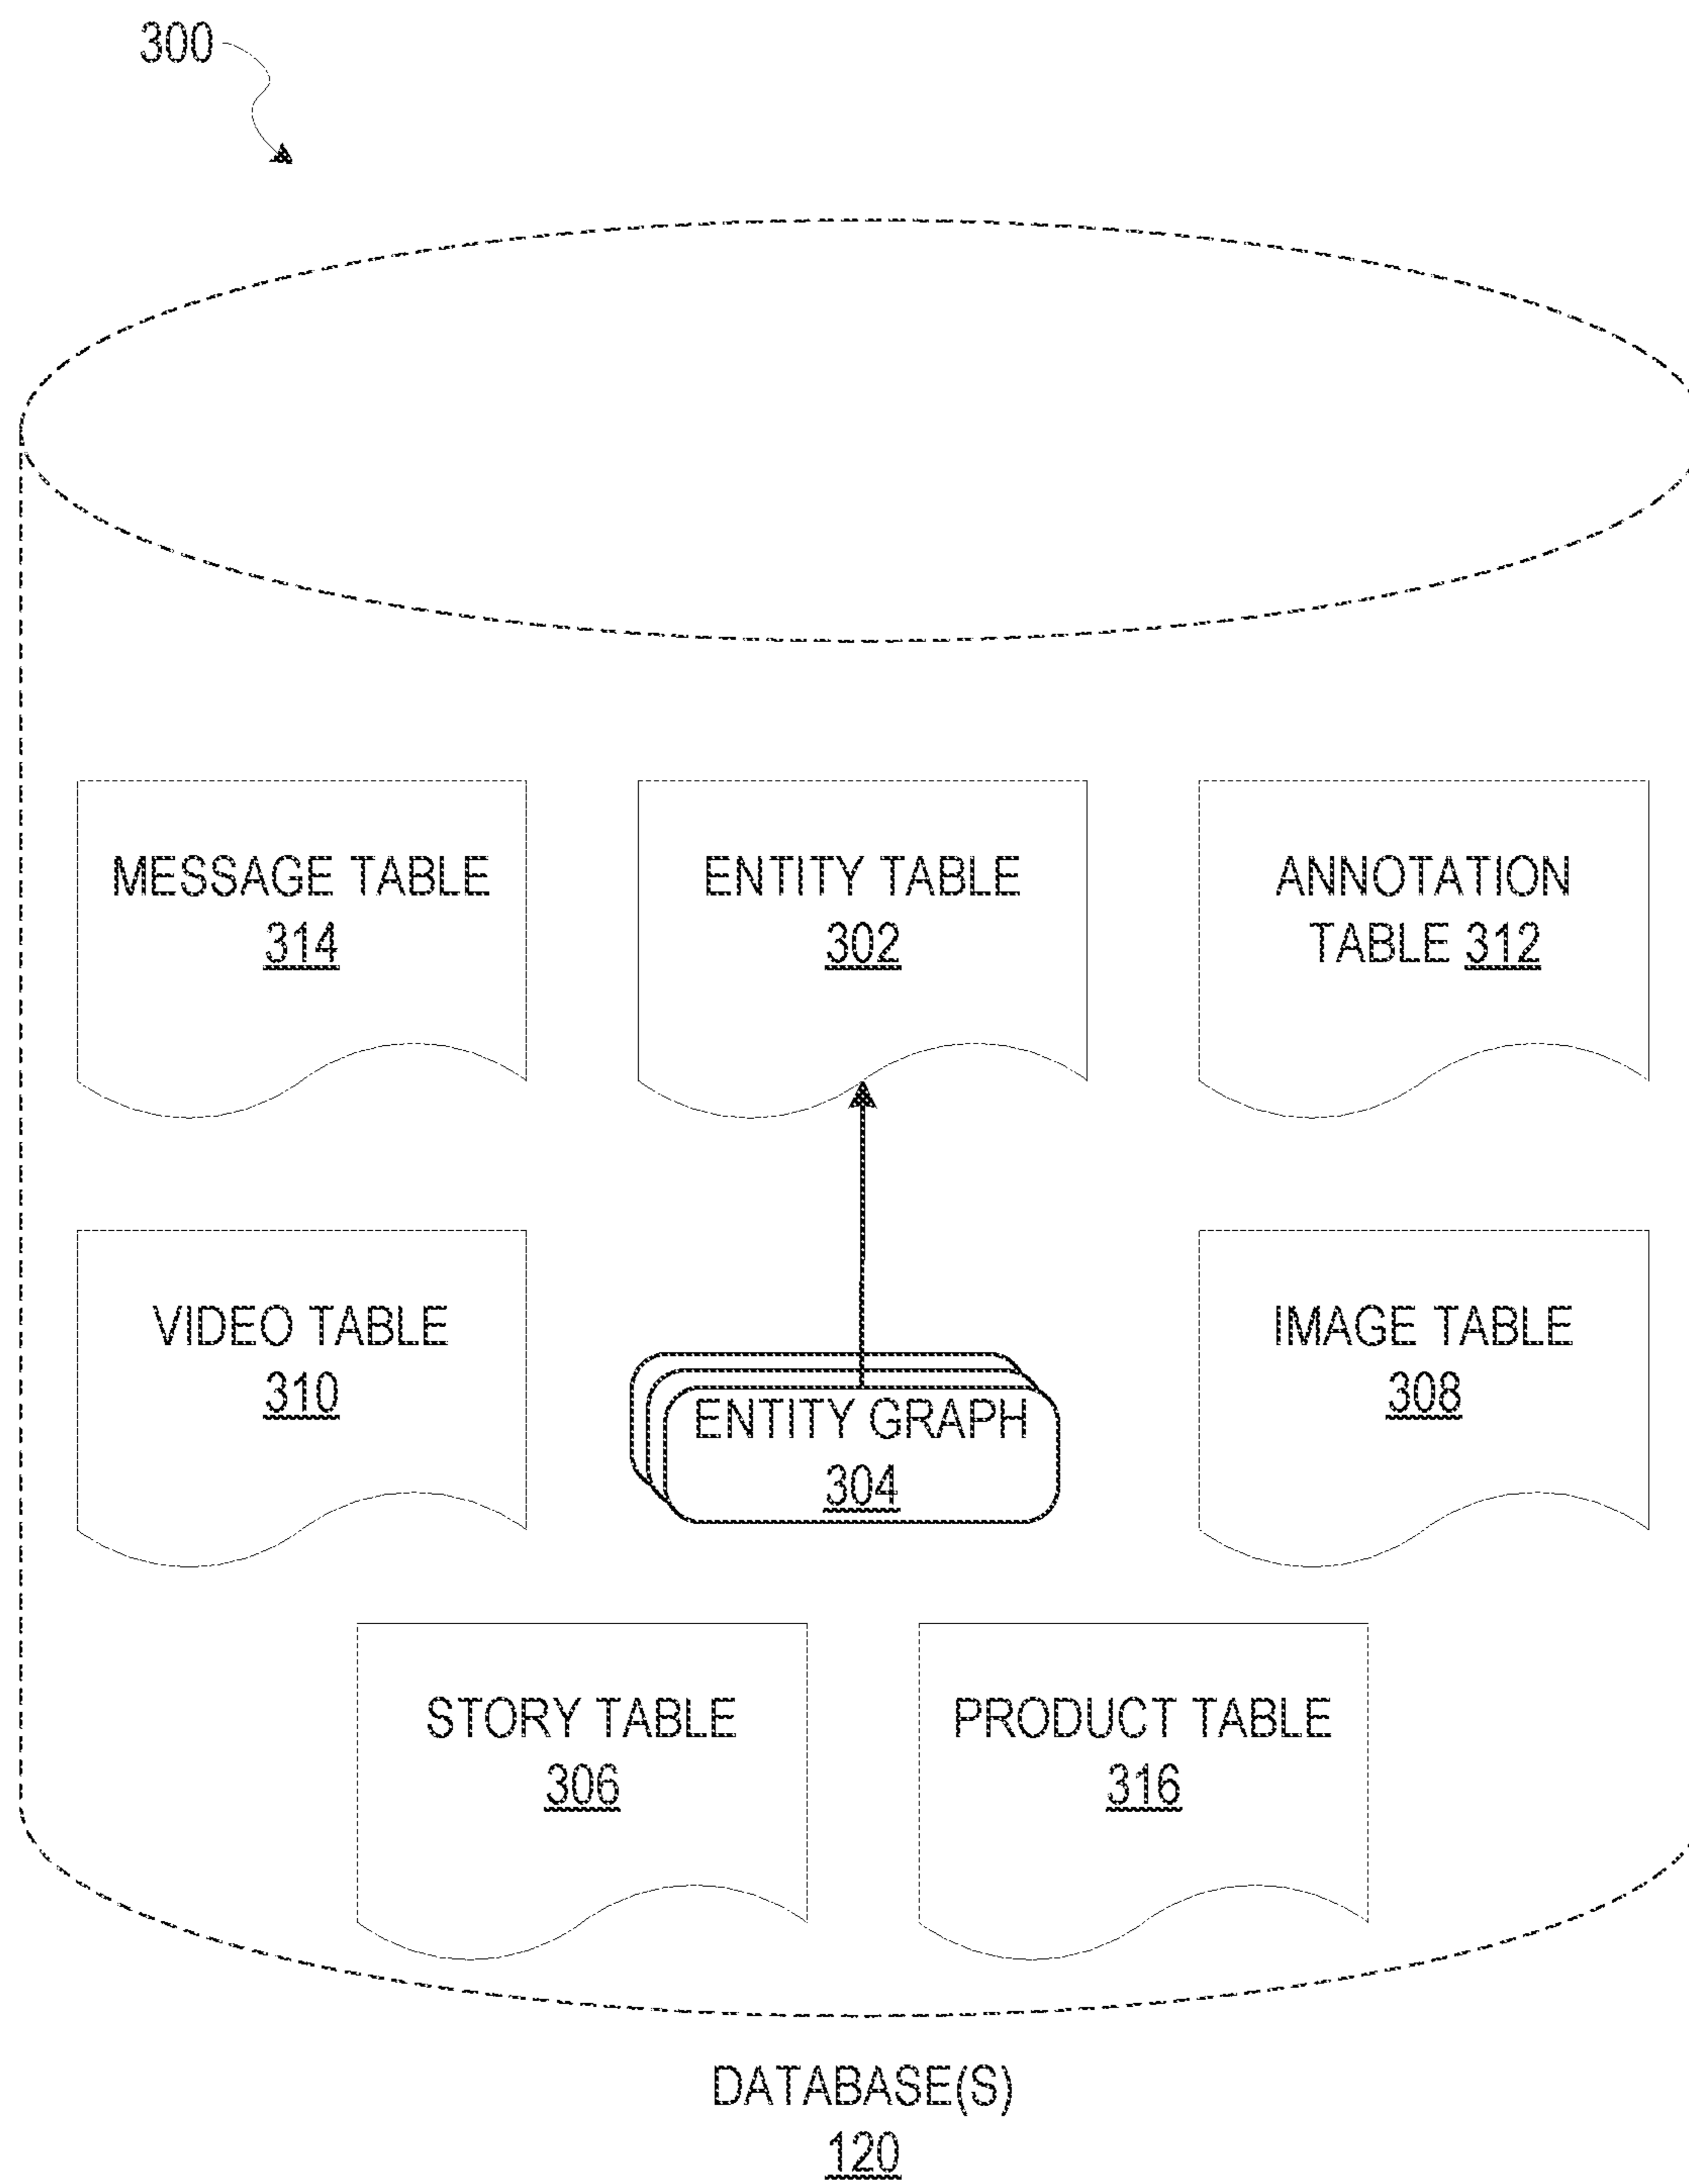 300
MESSAGE TABLE
314
ENTITY TABLE
302
ANNOTATION
TABLE 312
VIDEO TABLE
310
ENTITY GRAPH
304
IMAGE TABLE
308
STORY TABLE
306
PRODUCT TABLE
316
DATABASE(S)
120